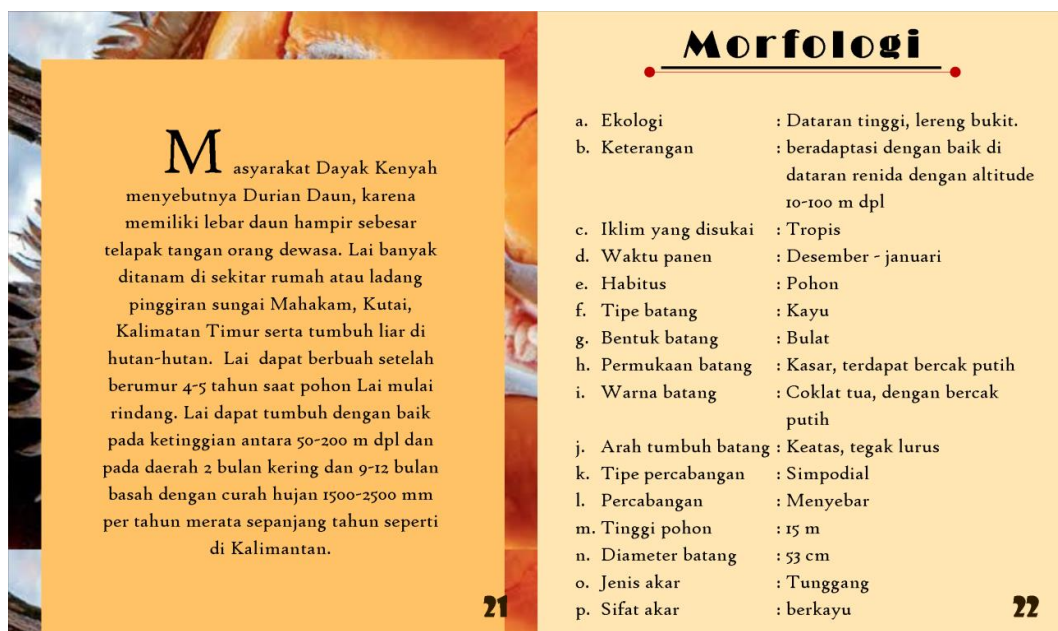 Masyarakat Dayak Kenyah
menyebutnya Durian Daun, karena
memiliki lebar daun hampir sebesar
telapak tangan orang dewasa. Lai banyak
ditanam di sekitar rumah atau ladang
pinggiran sungai Mahakam, Kutai,
Kalimatan Timur serta tumbuh liar di
hutan-hutan. Lai dapat berbuah setelah
berumur 4-5 tahun saat pohon Lai mulai
rindang. Lai dapat tumbuh dengan baik
pada ketinggian antara 50-200 m dpl dan
pada daerah 2 bulan kering dan 9-12 bulan
basah dengan curah hujan 1500-2500 mm
per tahun merata sepanjang tahun seperti
di Kalimantan.
21
Morfologi
a. Ekologi : Dataran tinggi, lereng bukit.
b. Keterangan : beradaptasi dengan baik di
dataran renida dengan altitude
10-100 m dpl
c. Iklim yang disukai : Tropis
d. Waktu panen : Desember - januari
e. Habitus : Pohon
f. Tipe batang : Kayu
g. Bentuk batang : Bulat
h. Permukaan batang : Kasar, terdapat bercak putih
i. Warna batang : Coklat tua, dengan bercak
putih
j. Arah tumbuh batang : Keatas, tegak lurus
k. Tipe percabangan : Simpodial
l. Percabangan : Menyebar
m. Tinggi pohon : 15 m
n. Diameter batang : 53 cm
o. Jenis akar : Tunggang
p. Sifat akar : berkayu
22